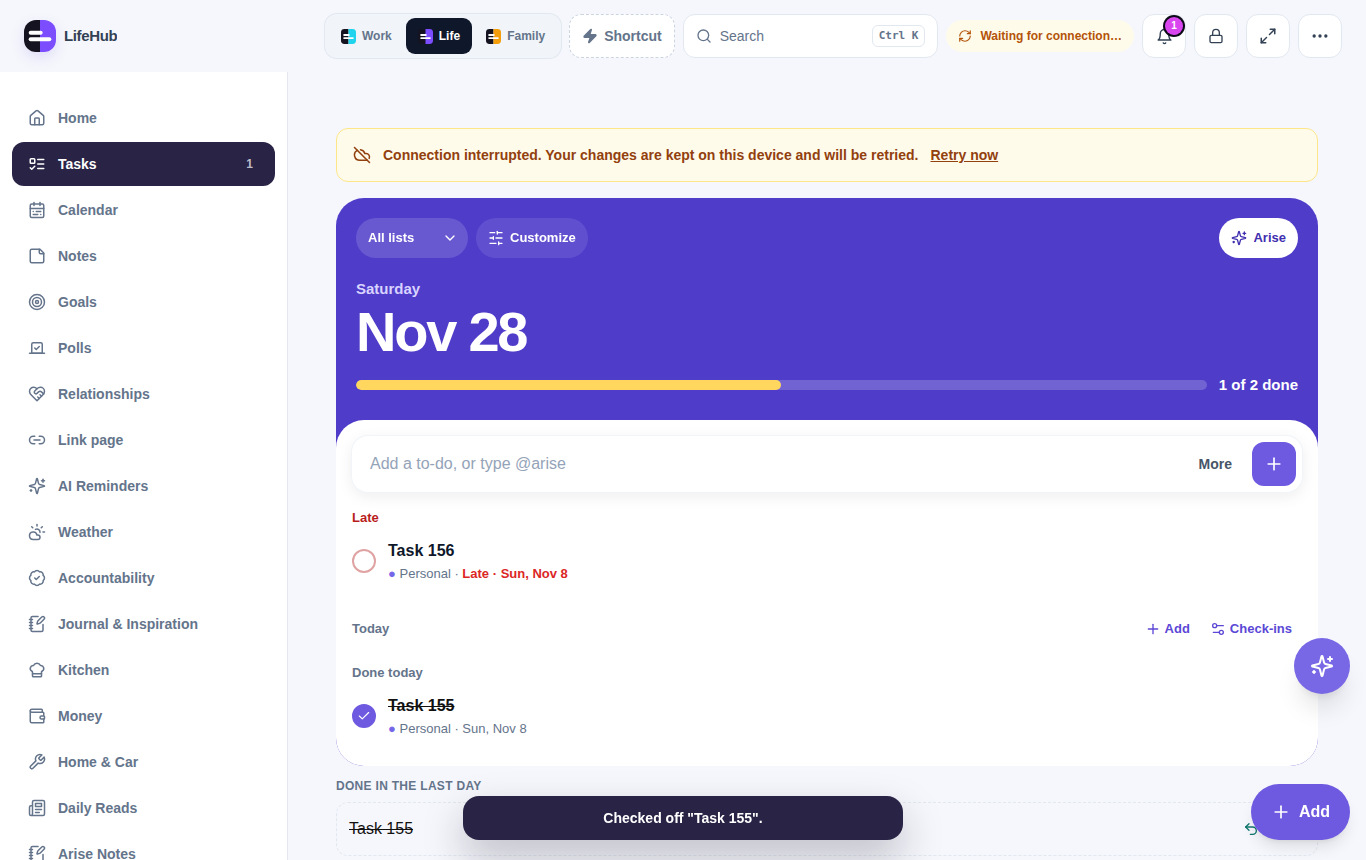 LifeHub
Work
Life
Family
Shortcut
Search
Ctrl K
Waiting for connection…
1
Home
Tasks
1
Calendar
Notes
Goals
Polls
Relationships
Link page
AI Reminders
Weather
Accountability
Journal & Inspiration
Kitchen
Money
Home & Car
Daily Reads
Arise Notes
Connection interrupted. Your changes are kept on this device and will be retried. Retry now
All lists
Customize
Arise
Saturday
Nov 28
1 of 2 done
Add a to-do, or type @arise
More
Late
Task 156
Personal · Late · Sun, Nov 8
Today
Add
Check-ins
Done today
Task 155
Personal · Sun, Nov 8
DONE IN THE LAST DAY
Task 155
Checked off "Task 155".
Add